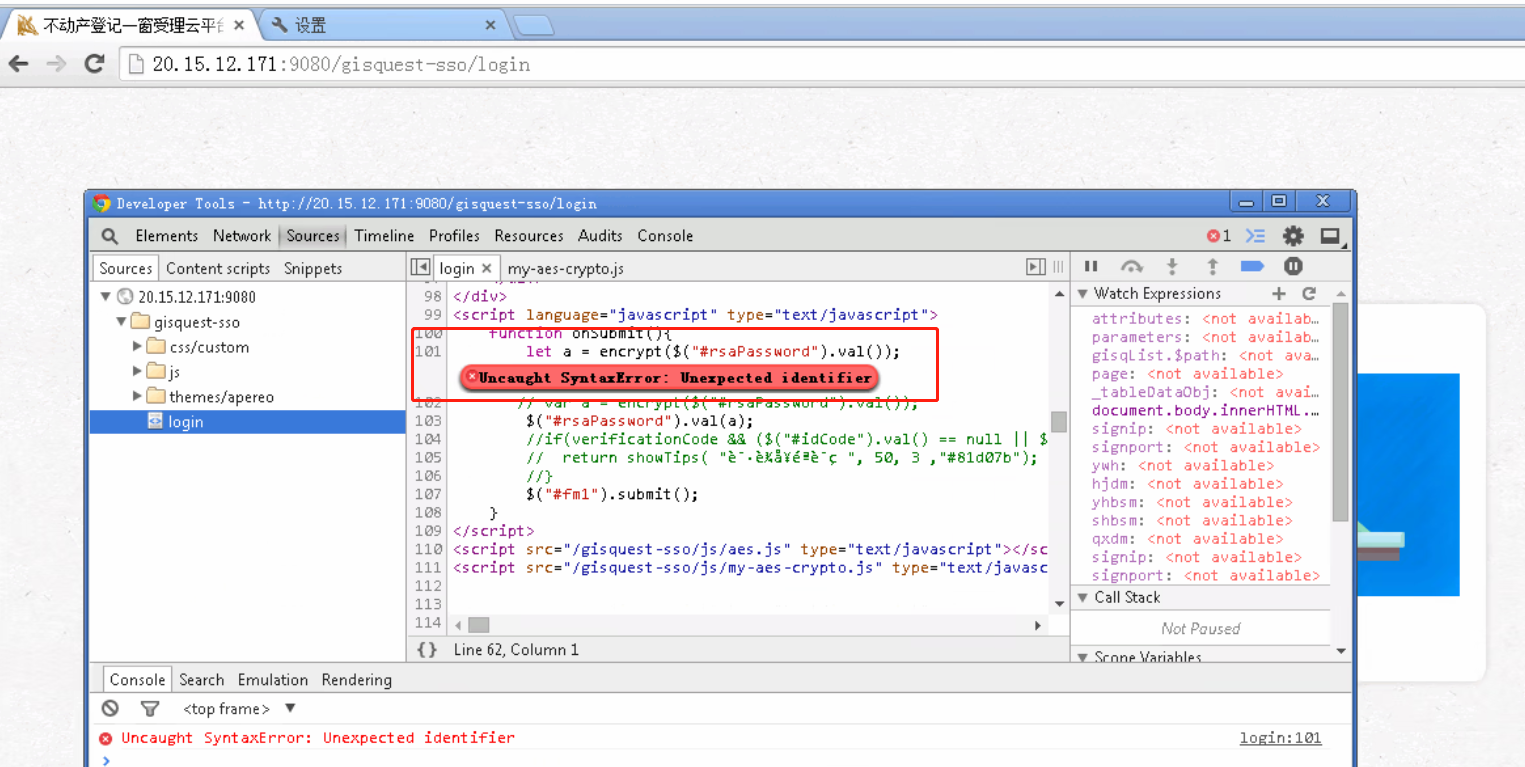 不动产登记一窗受理云平台
设置
20.15.12.171:9080/gisquest-sso/login
Developer Tools - http://20.15.12.171:9080/gisquest-sso/login
Elements Network Sources Timeline Profiles Resources Audits Console
1
Sources Content scripts Snippets
login my-aes-crypto.js
20.15.12.171:9080
gisquest-sso
css/custom
js
themes/apereo
login
98 </div>
99 <script language="javascript" type="text/javascript">
100 function onSubmit(){
101 let a = encrypt($("#rsaPassword").val());
Uncaught SyntaxError: Unexpected identifier
102 // var a = encrypt($("#rsaPassword").val());
103 $("#rsaPassword").val(a);
104 //if(verificationCode && ($("#idCode").val() == null || $
105 // return showTips( ", 50, 3 ,"#81d07b");
106 //}
107 $("#fm1").submit();
108 }
109 </script>
110 <script src="/gisquest-sso/js/aes.js" type="text/javascript"></sc
111 <script src="/gisquest-sso/js/my-aes-crypto.js" type="text/javasc
112
113
114
{} Line 62, Column 1
Watch Expressions
attributes: <not availab…
parameters: <not availab…
gisqList.$path: <not ava…
page: <not available>
_tableDataObj: <not avai…
document.body.innerHTML.…
signip: <not available>
signport: <not available>
ywh: <not available>
hjdm: <not available>
yhbsm: <not available>
shbsm: <not available>
qxdm: <not available>
signip: <not available>
signport: <not available>
Call Stack
Not Paused
Scope Variables
Console Search Emulation Rendering
<top frame>
Uncaught SyntaxError: Unexpected identifier login:101